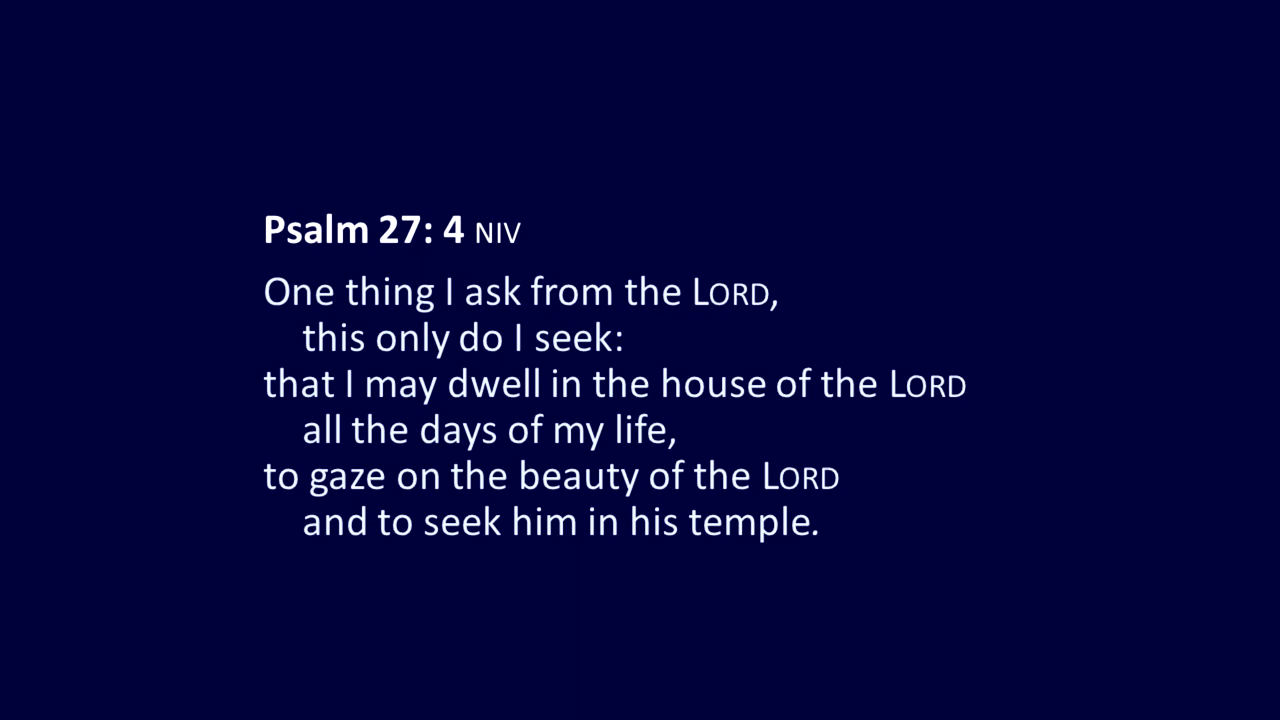 Psalm 27: 4 NIV
One thing I ask from the LORD,
this only do I seek:
that I may dwell in the house of the LORD
all the days of my life,
to gaze on the beauty of the LORD
and to seek him in his temple.